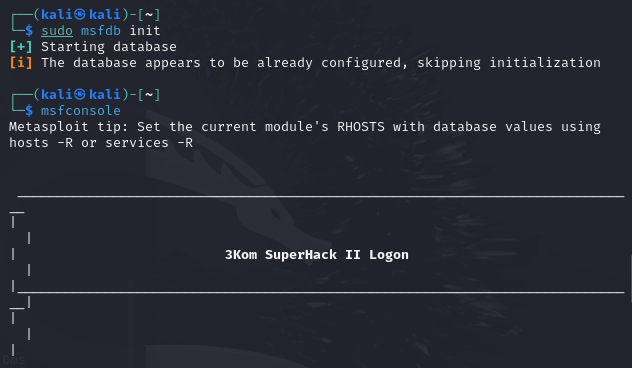 ┌──(kali㉿kali)-[~]
└─$ sudo msfdb init
[+] Starting database
[i] The database appears to be already configured, skipping initialization
┌──(kali㉿kali)-[~]
└─$ msfconsole
Metasploit tip: Set the current module's RHOSTS with database values using
hosts -R or services -R
3Kom SuperHack II Logon